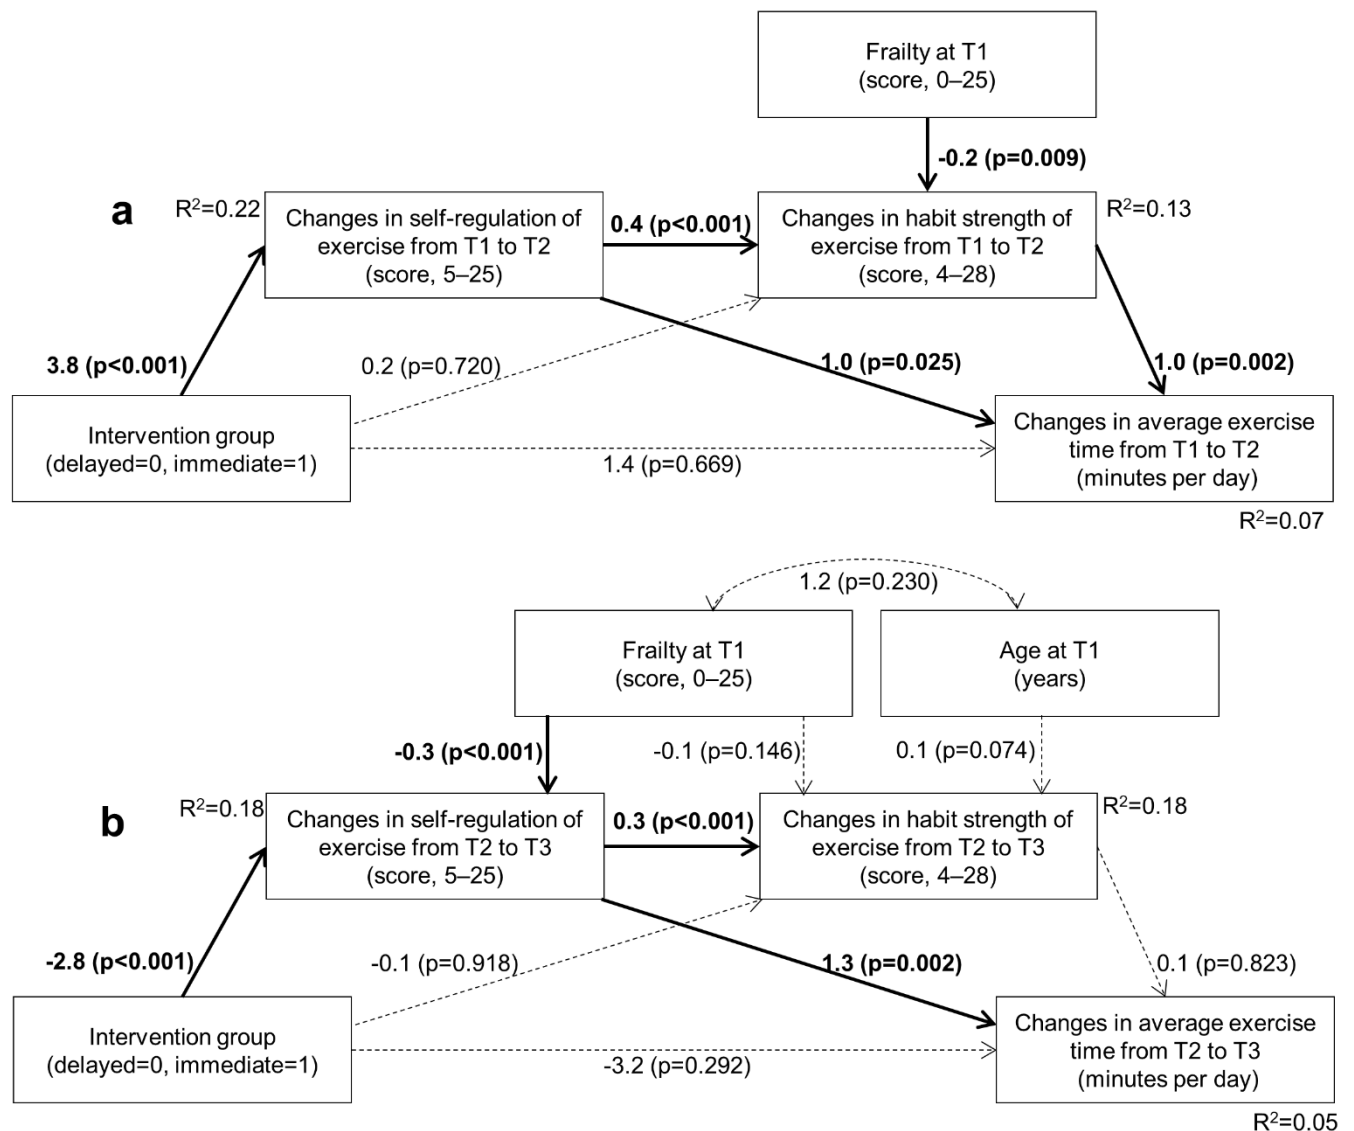 Frailty at T1
(score, 0–25)
-0.2 (p=0.009)
a
R²=0.22
Changes in self-regulation of
exercise from T1 to T2
(score, 5–25)
0.4 (p<0.001)
Changes in habit strength of
exercise from T1 to T2
(score, 4–28)
R²=0.13
3.8 (p<0.001)
0.2 (p=0.720)
1.0 (p=0.025)
1.0 (p=0.002)
Intervention group
(delayed=0, immediate=1)
1.4 (p=0.669)
Changes in average exercise
time from T1 to T2
(minutes per day)
R²=0.07
1.2 (p=0.230)
Frailty at T1
(score, 0–25)
Age at T1
(years)
-0.3 (p<0.001)
-0.1 (p=0.146)
0.1 (p=0.074)
b
R²=0.18
Changes in self-regulation of
exercise from T2 to T3
(score, 5–25)
0.3 (p<0.001)
Changes in habit strength of
exercise from T2 to T3
(score, 4–28)
R²=0.18
-2.8 (p<0.001)
-0.1 (p=0.918)
1.3 (p=0.002)
0.1 (p=0.823)
Intervention group
(delayed=0, immediate=1)
-3.2 (p=0.292)
Changes in average exercise
time from T2 to T3
(minutes per day)
R²=0.05